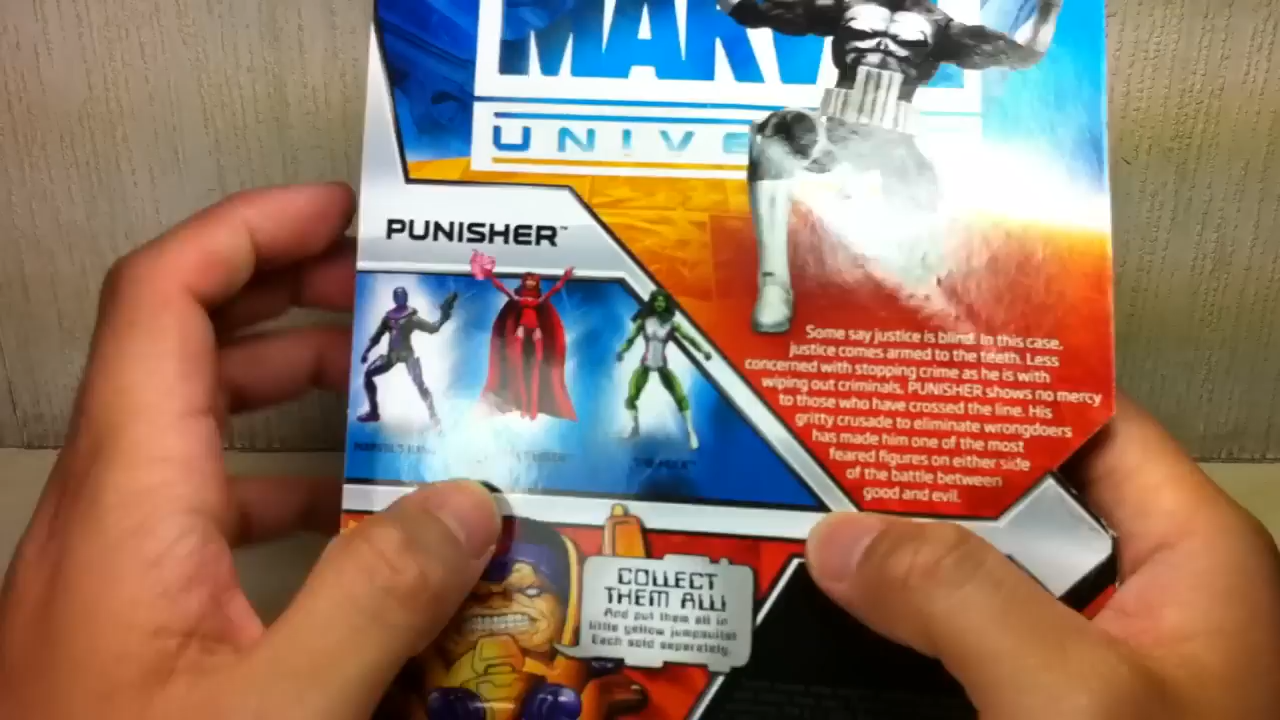 MARV
UNIVE
PUNISHER™
Some say justice is blind. In this case,
justice comes armed to the teeth. Less
concerned with stopping crime as he is with
wiping out criminals, PUNISHER shows no mercy
to those who have crossed the line. His
gritty crusade to eliminate wrongdoers
has made him one of the most
feared figures on either side
of the battle between
good and evil.
COLLECT
THEM ALL!
And put them all in
little yellow jumpsuits!
Each sold separately.